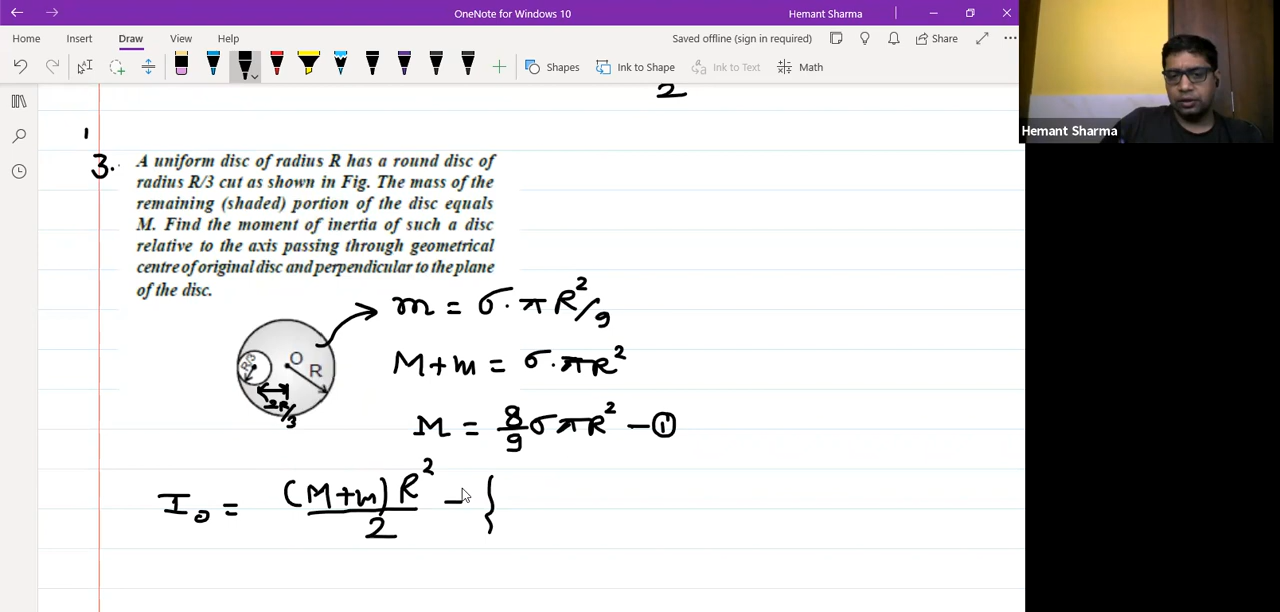 OneNote for Windows 10
Hemant Sharma
Home Insert Draw View Help
Saved offline (sign in required)
Share
Shapes
Ink to Shape
Ink to Text
Math
Hemant Sharma
2
3.
A uniform disc of radius R has a round disc of
radius R/3 cut as shown in Fig. The mass of the
remaining (shaded) portion of the disc equals
M. Find the moment of inertia of such a disc
relative to the axis passing through geometrical
centre of original disc and perpendicular to the plane
of the disc.
m = σ·πR²/9
R/3 O R
2R/3
M+m = σ·πR²
M = 8/9 σπR² – ①
I₀ = (M+m)R²/2 – {